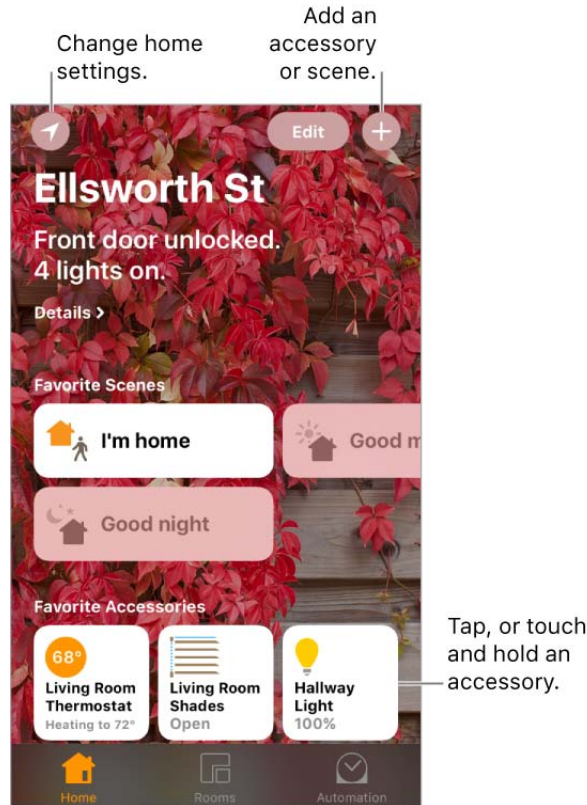 Change home
settings.
Add an
accessory
or scene.
Edit
Ellsworth St
Front door unlocked.
4 lights on.
Details >
Favorite Scenes
I'm home
Good m
Good night
Favorite Accessories
68°
Living Room
Thermostat
Heating to 72°
Living Room
Shades
Open
Hallway
Light
100%
Tap, or touch
and hold an
accessory.
Home
Rooms
Automation